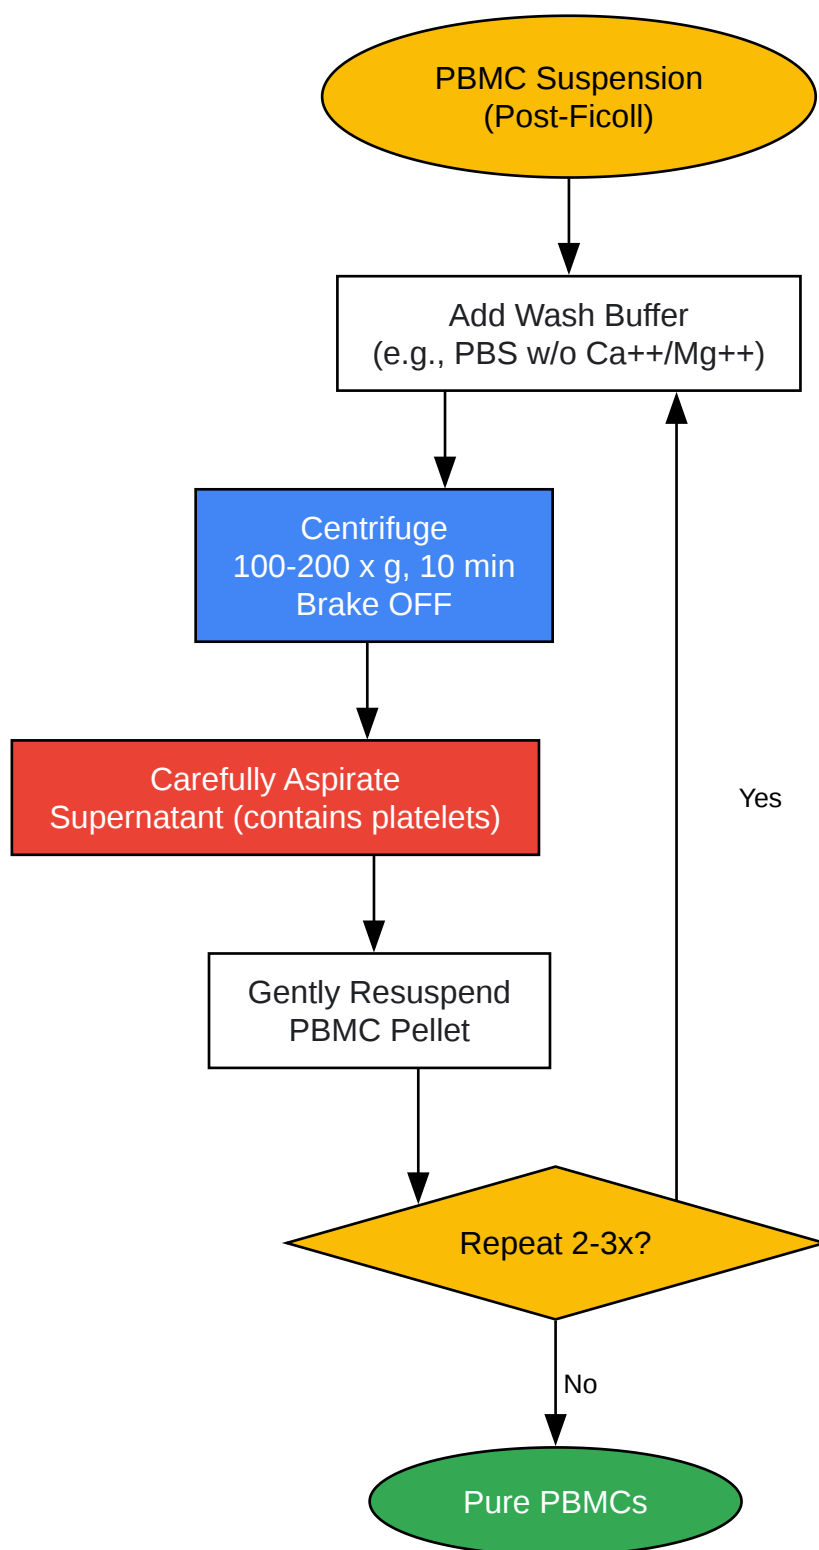 PBMC Suspension
(Post-Ficoll)
Add Wash Buffer
(e.g., PBS w/o Ca++/Mg++)
Centrifuge
100-200 x g, 10 min
Brake OFF
Carefully Aspirate
Supernatant (contains platelets)
Yes
Gently Resuspend
PBMC Pellet
Repeat 2-3x?
No
Pure PBMCs